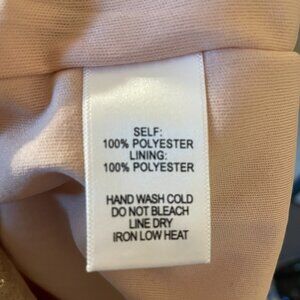 SELF:
100% POLYESTER
LINING:
100% POLYESTER
HAND WASH COLD
DO NOT BLEACH
LINE DRY
IRON LOW HEAT